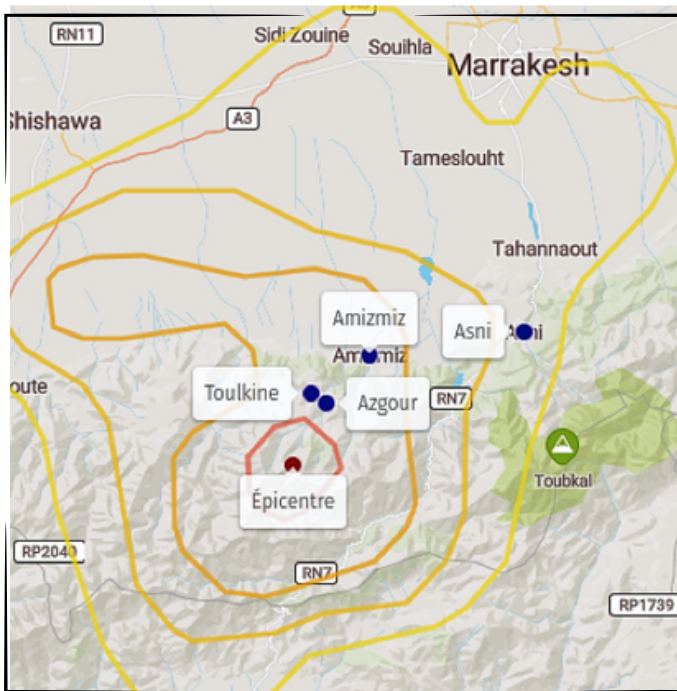 RN11
Sidi Zouine
Souihla
Marrakesh
Shishawa
A3
Tameslouht
Tahannaout
Amizmiz
Asni
Toulkine
Azgour
RN7
oute
Toubkal
Épicentre
RP2040
RN7
RP1739